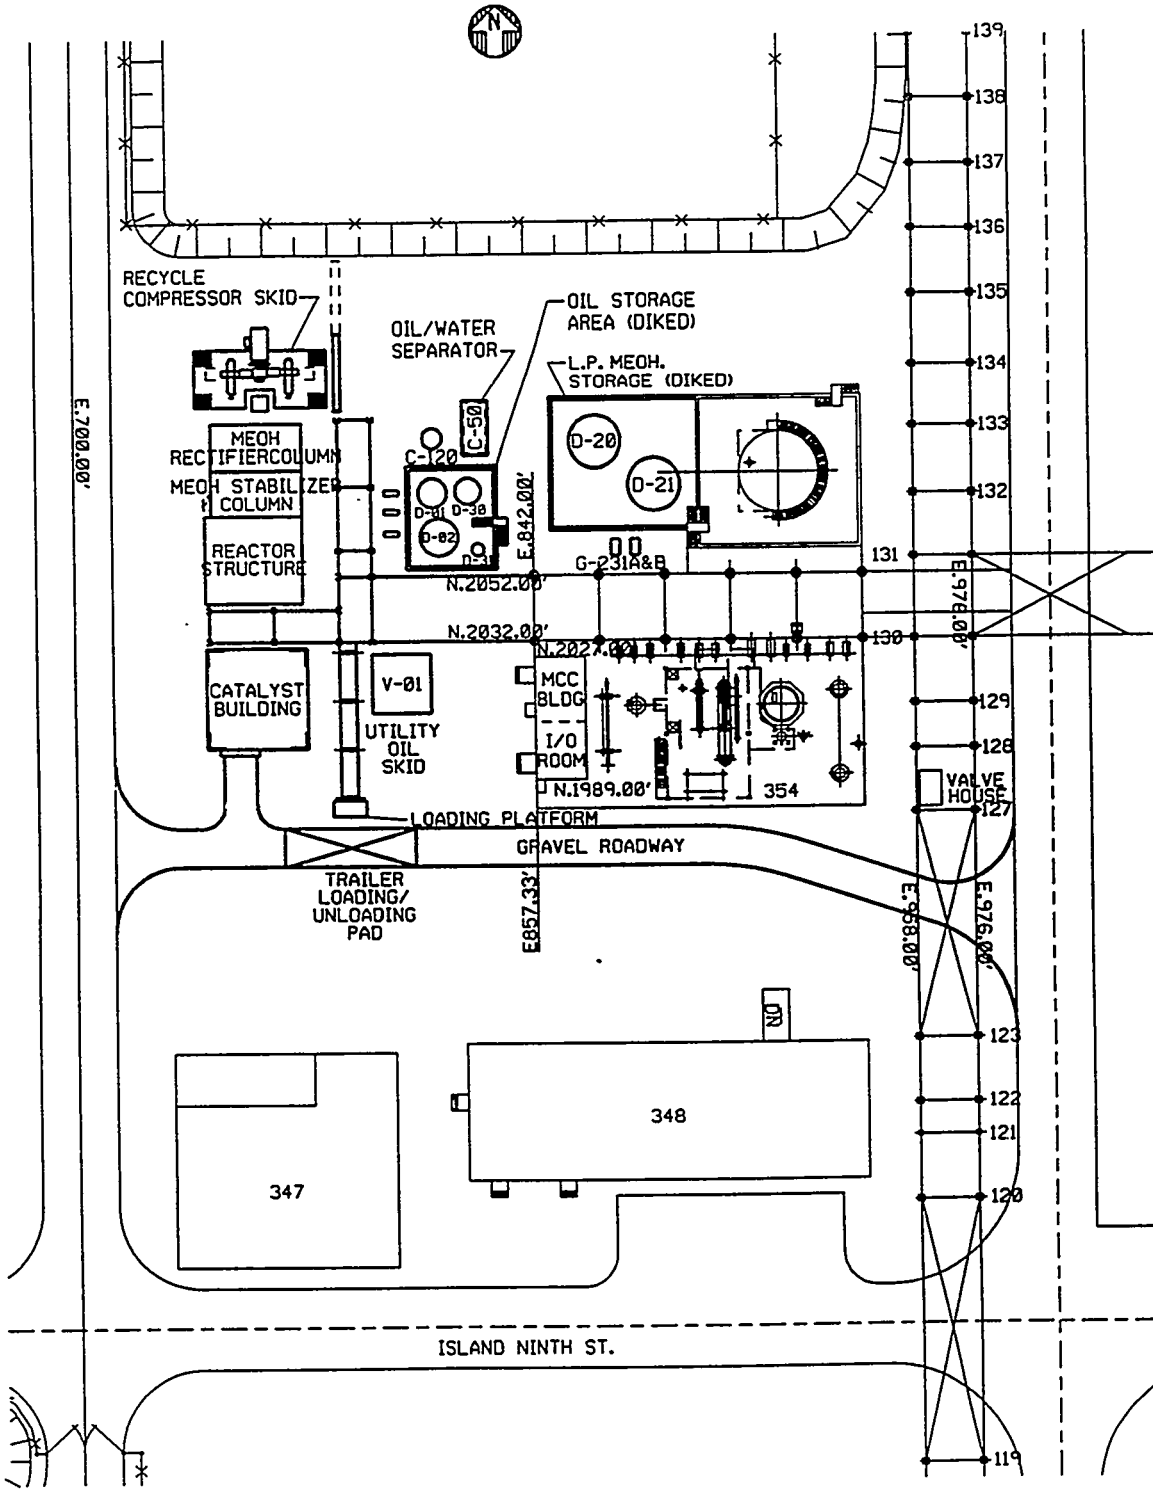 N
139
138
137
136
135
134
133
132
131
130
129
128
127
123
122
121
120
119
RECYCLE
COMPRESSOR SKID
OIL/WATER
SEPARATOR
OIL STORAGE
AREA (DIKED)
L.P. MEOH.
STORAGE (DIKED)
E.700.00'
MEOH
RECTIFIERCOLUMN
MEOH STABILIZER
COLUMN
REACTOR
STRUCTURE
C-50
C-120
D-01
D-30
D-02
D-31
D-20
D-21
E.842.00'
G-231A&B
N.2052.00'
N.2032.00'
N.2027.00'
E.976.00'
CATALYST
BUILDING
V-01
UTILITY
OIL
SKID
MCC
BLDG
I/O
ROOM
N.1989.00'
354
VALVE
HOUSE
LOADING PLATFORM
GRAVEL ROADWAY
TRAILER
LOADING/
UNLOADING
PAD
E857.33'
E.958.00'
E.976.00'
DN
347
348
ISLAND NINTH ST.